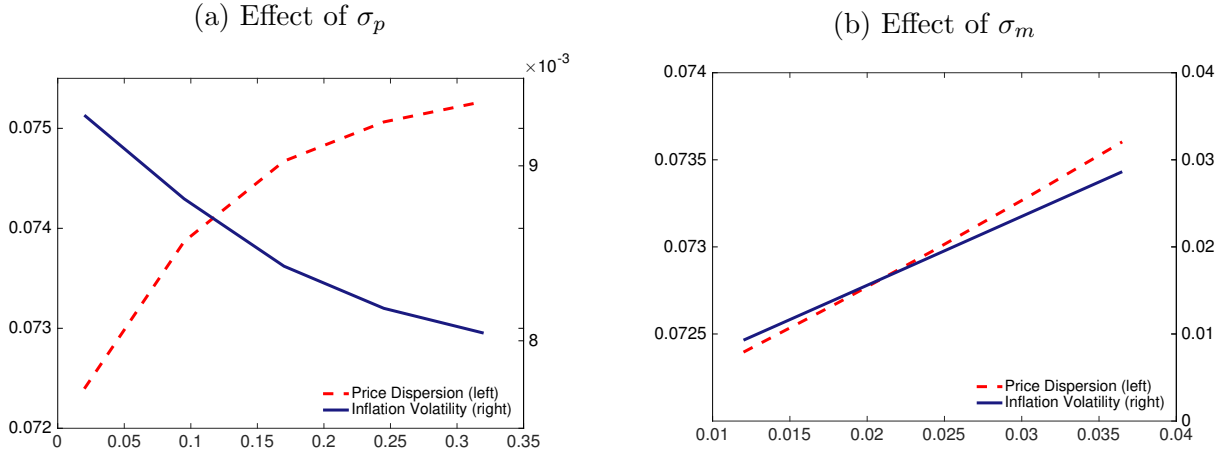 (a) Effect of σ_p
×10⁻³
0.075
0.074
0.073
0.072
9
8
Price Dispersion (left)
Inflation Volatility (right)
0 0.05 0.1 0.15 0.2 0.25 0.3 0.35
(b) Effect of σ_m
0.074
0.0735
0.073
0.0725
0.04
0.03
0.02
0.01
0
Price Dispersion (left)
Inflation Volatility (right)
0.01 0.015 0.02 0.025 0.03 0.035 0.04